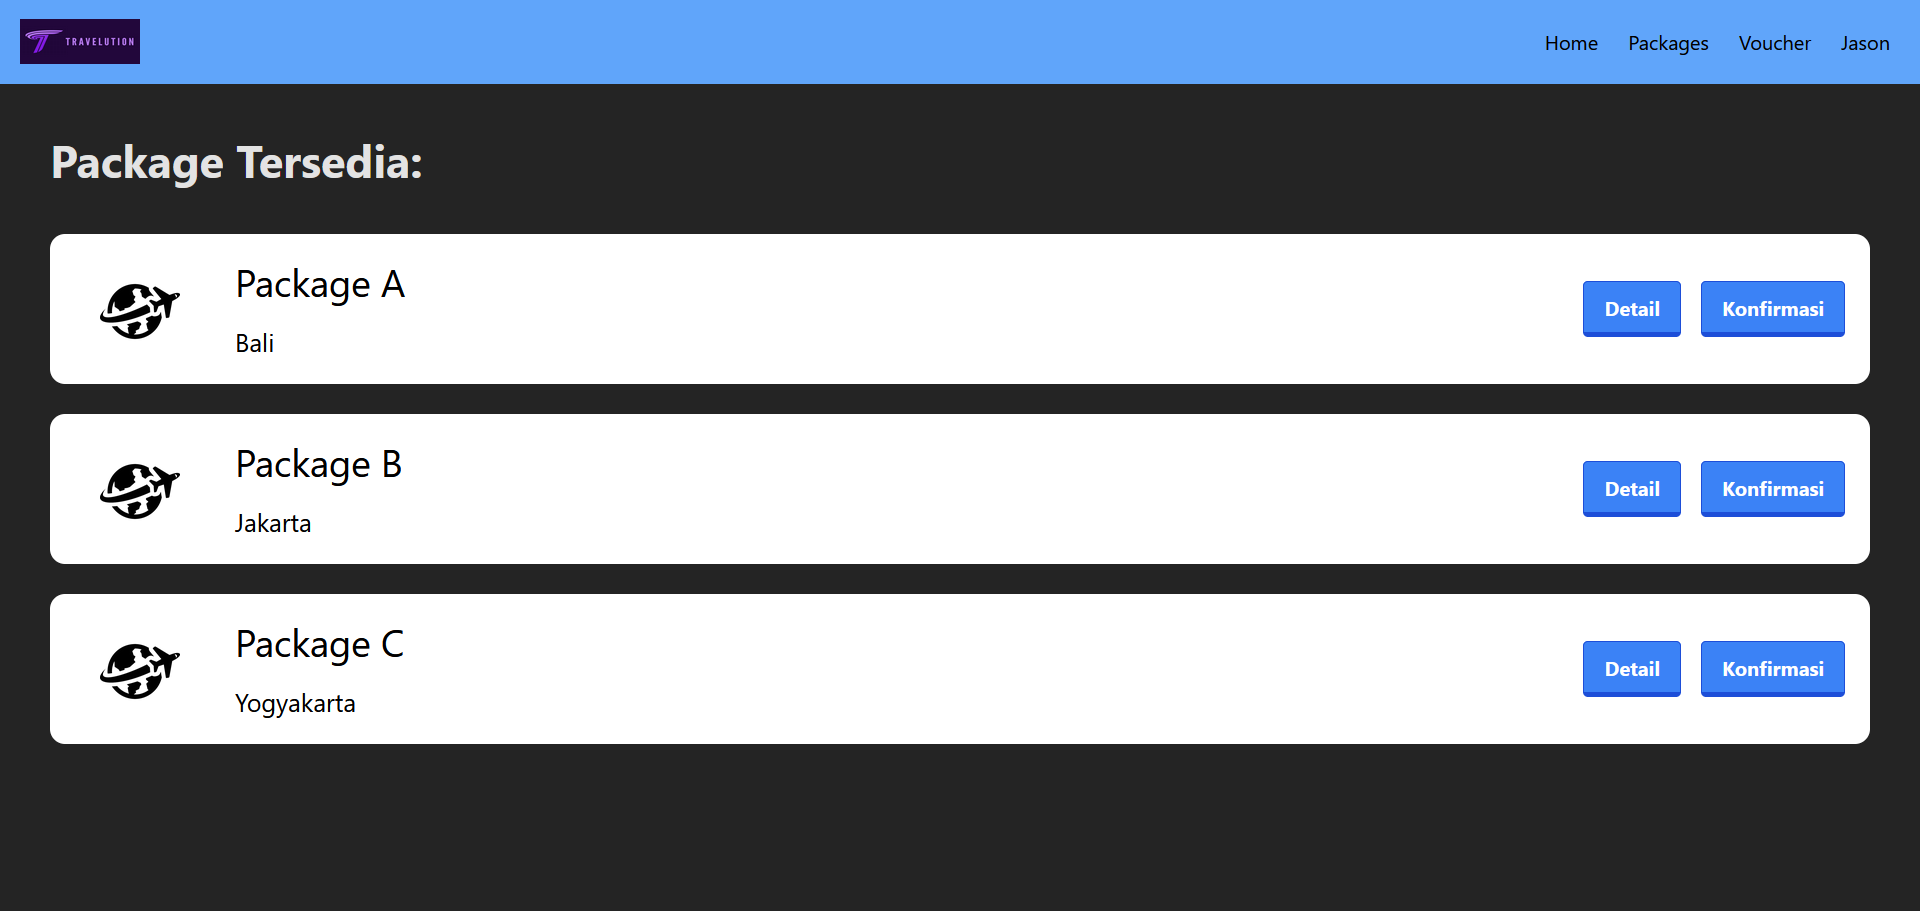 TRAVELUTION
Home
Packages
Voucher
Jason
Package Tersedia:
Package A
Bali
Detail
Konfirmasi
Package B
Jakarta
Detail
Konfirmasi
Package C
Yogyakarta
Detail
Konfirmasi